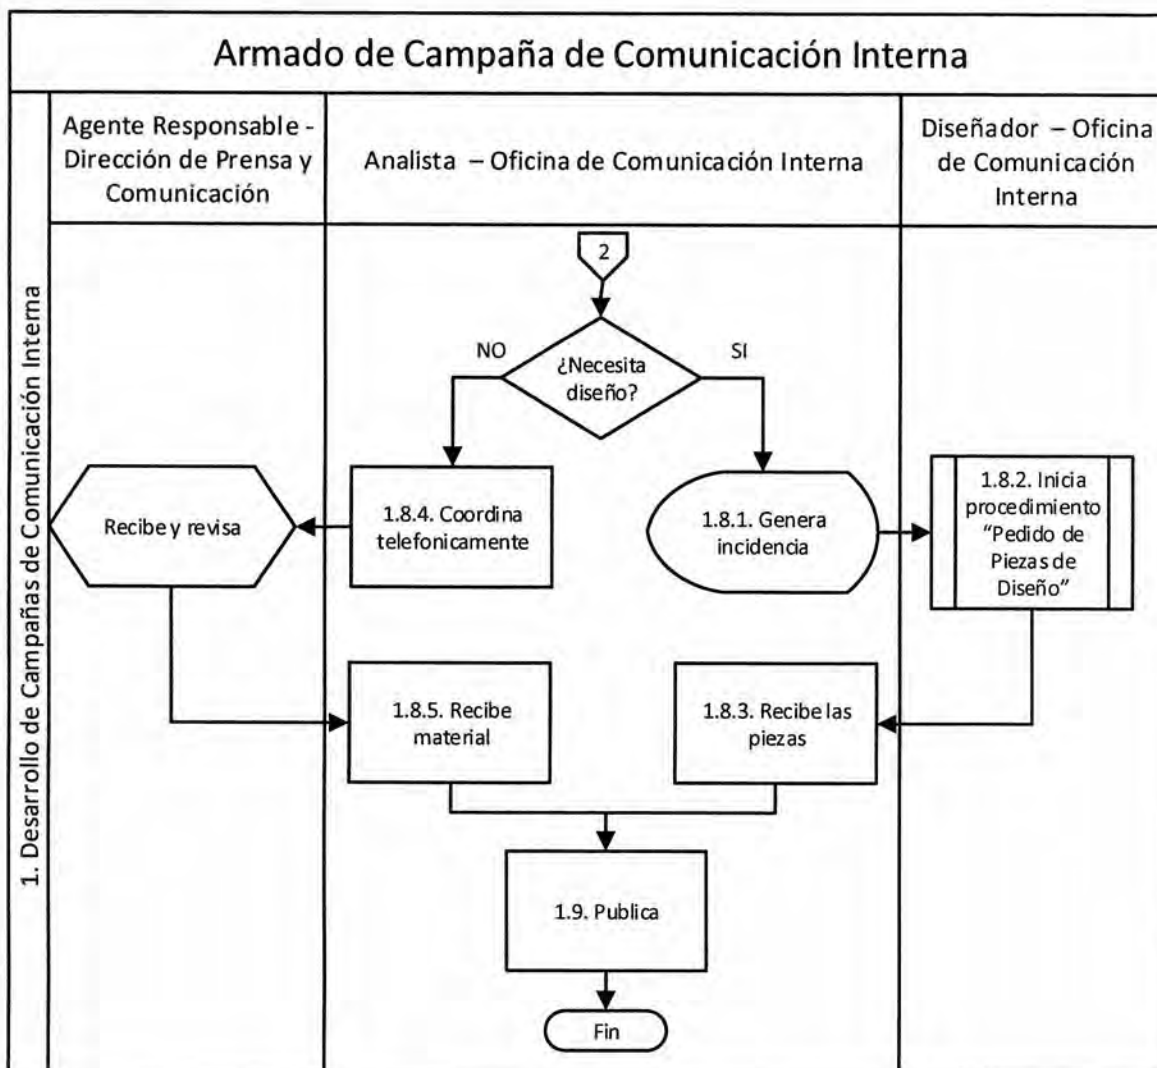 Armado de Campaña de Comunicación Interna
1. Desarrollo de Campañas de Comunicación Interna
Agente Responsable -
Dirección de Prensa y
Comunicación
Analista – Oficina de Comunicación Interna
Diseñador – Oficina
de Comunicación
Interna
2
¿Necesita
diseño?
NO
SI
Recibe y revisa
1.8.4. Coordina
telefonicamente
1.8.1. Genera
incidencia
1.8.2. Inicia
procedimiento
“Pedido de
Piezas de
Diseño”
1.8.5. Recibe
material
1.8.3. Recibe las
piezas
1.9. Publica
Fin